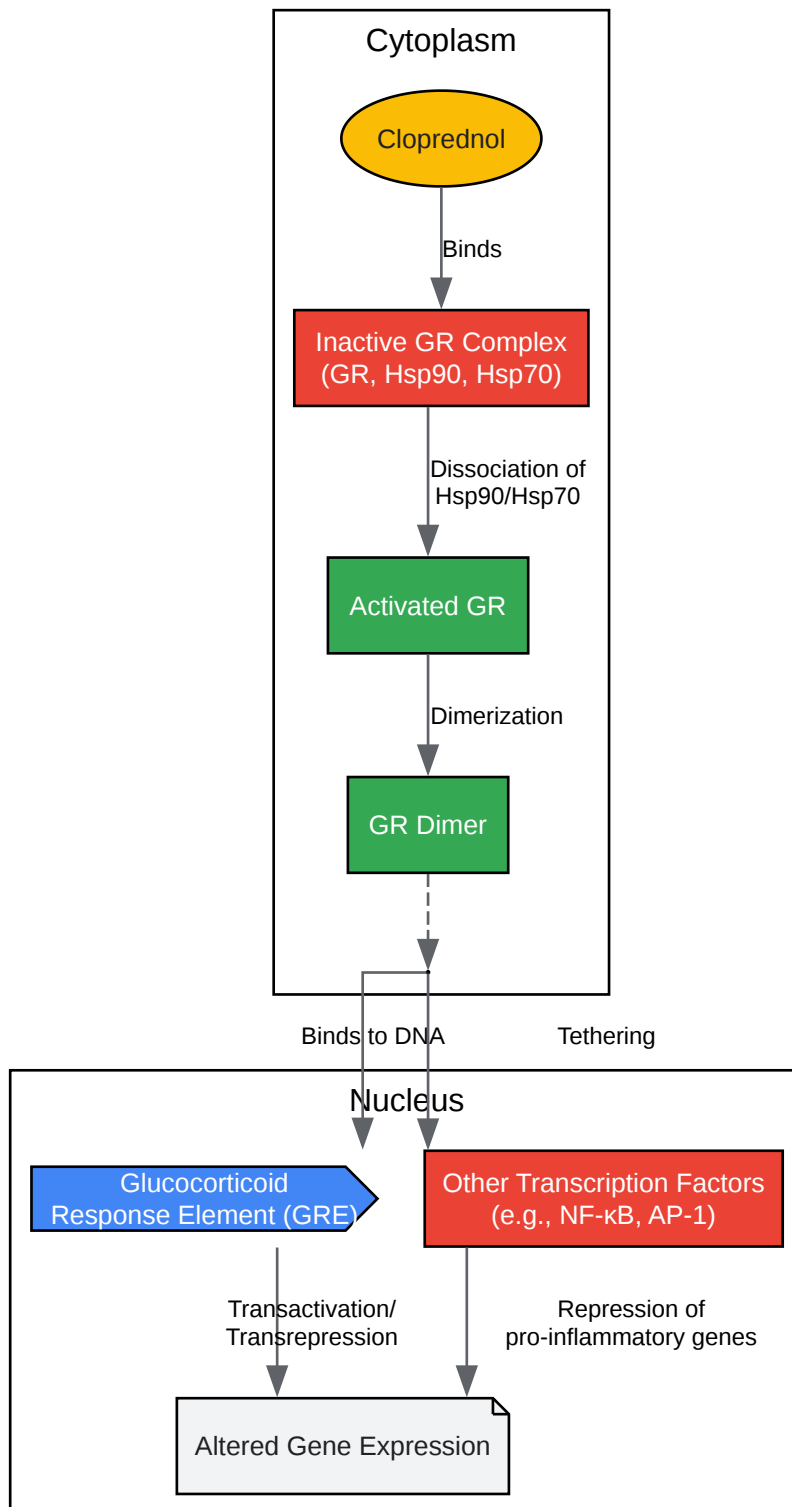 Cytoplasm
Cloprednol
Binds
Inactive GR Complex
(GR, Hsp90, Hsp70)
Dissociation of
Hsp90/Hsp70
Activated GR
Dimerization
GR Dimer
Binds to DNA
Tethering
Nucleus
Glucocorticoid
Response Element (GRE)
Other Transcription Factors
(e.g., NF-κB, AP-1)
Transactivation/
Transrepression
Repression of
pro-inflammatory genes
Altered Gene Expression